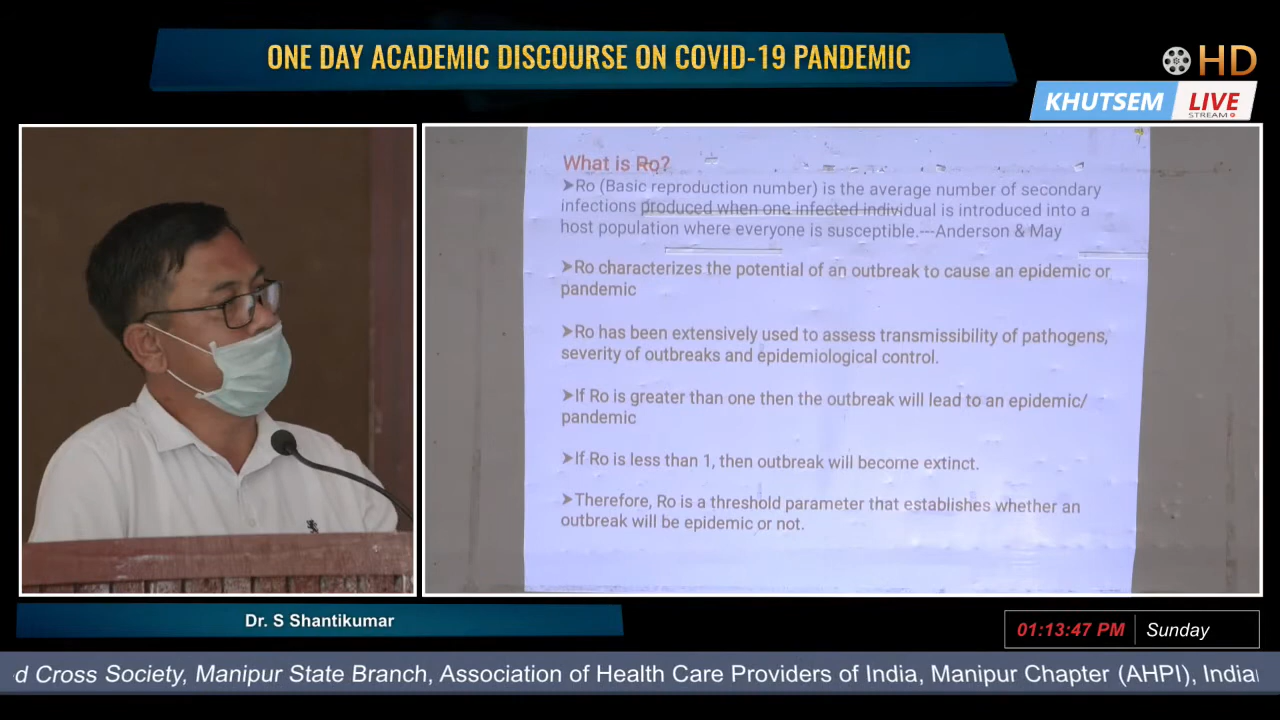 ONE DAY ACADEMIC DISCOURSE ON COVID-19 PANDEMIC
HD
KHUTSEM LIVE
STREAM
What is Ro?
➤Ro (Basic reproduction number) is the average number of secondary
infections produced when one infected individual is introduced into a
host population where everyone is susceptible.---Anderson & May
➤Ro characterizes the potential of an outbreak to cause an epidemic or
pandemic
➤Ro has been extensively used to assess transmissibility of pathogens,
severity of outbreaks and epidemiological control.
➤If Ro is greater than one then the outbreak will lead to an epidemic/
pandemic
➤If Ro is less than 1, then outbreak will become extinct.
➤Therefore, Ro is a threshold parameter that establishes whether an
outbreak will be epidemic or not.
Dr. S Shantikumar
01:13:47 PM Sunday
d Cross Society, Manipur State Branch, Association of Health Care Providers of India, Manipur Chapter (AHPI), India